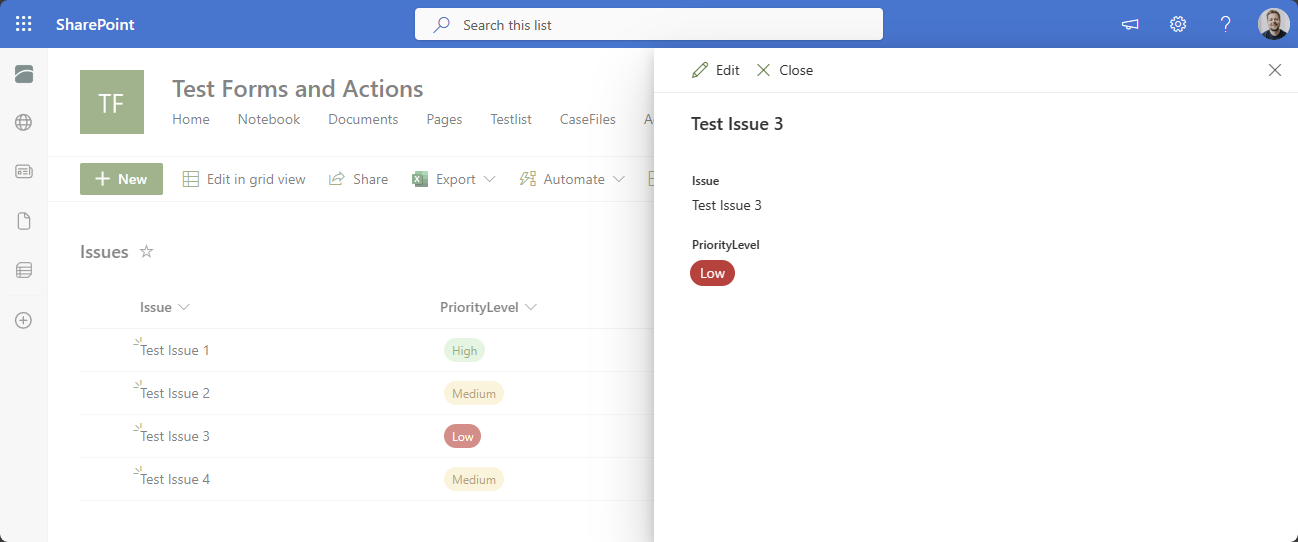 SharePoint
Search this list
?
TF
Test Forms and Actions
Home Notebook Documents Pages Testlist CaseFiles
New Edit in grid view Share Export Automate
Issues
Issue PriorityLevel
Test Issue 1 High
Test Issue 2 Medium
Test Issue 3 Low
Test Issue 4 Medium
Edit Close
Test Issue 3
Issue
Test Issue 3
PriorityLevel
Low